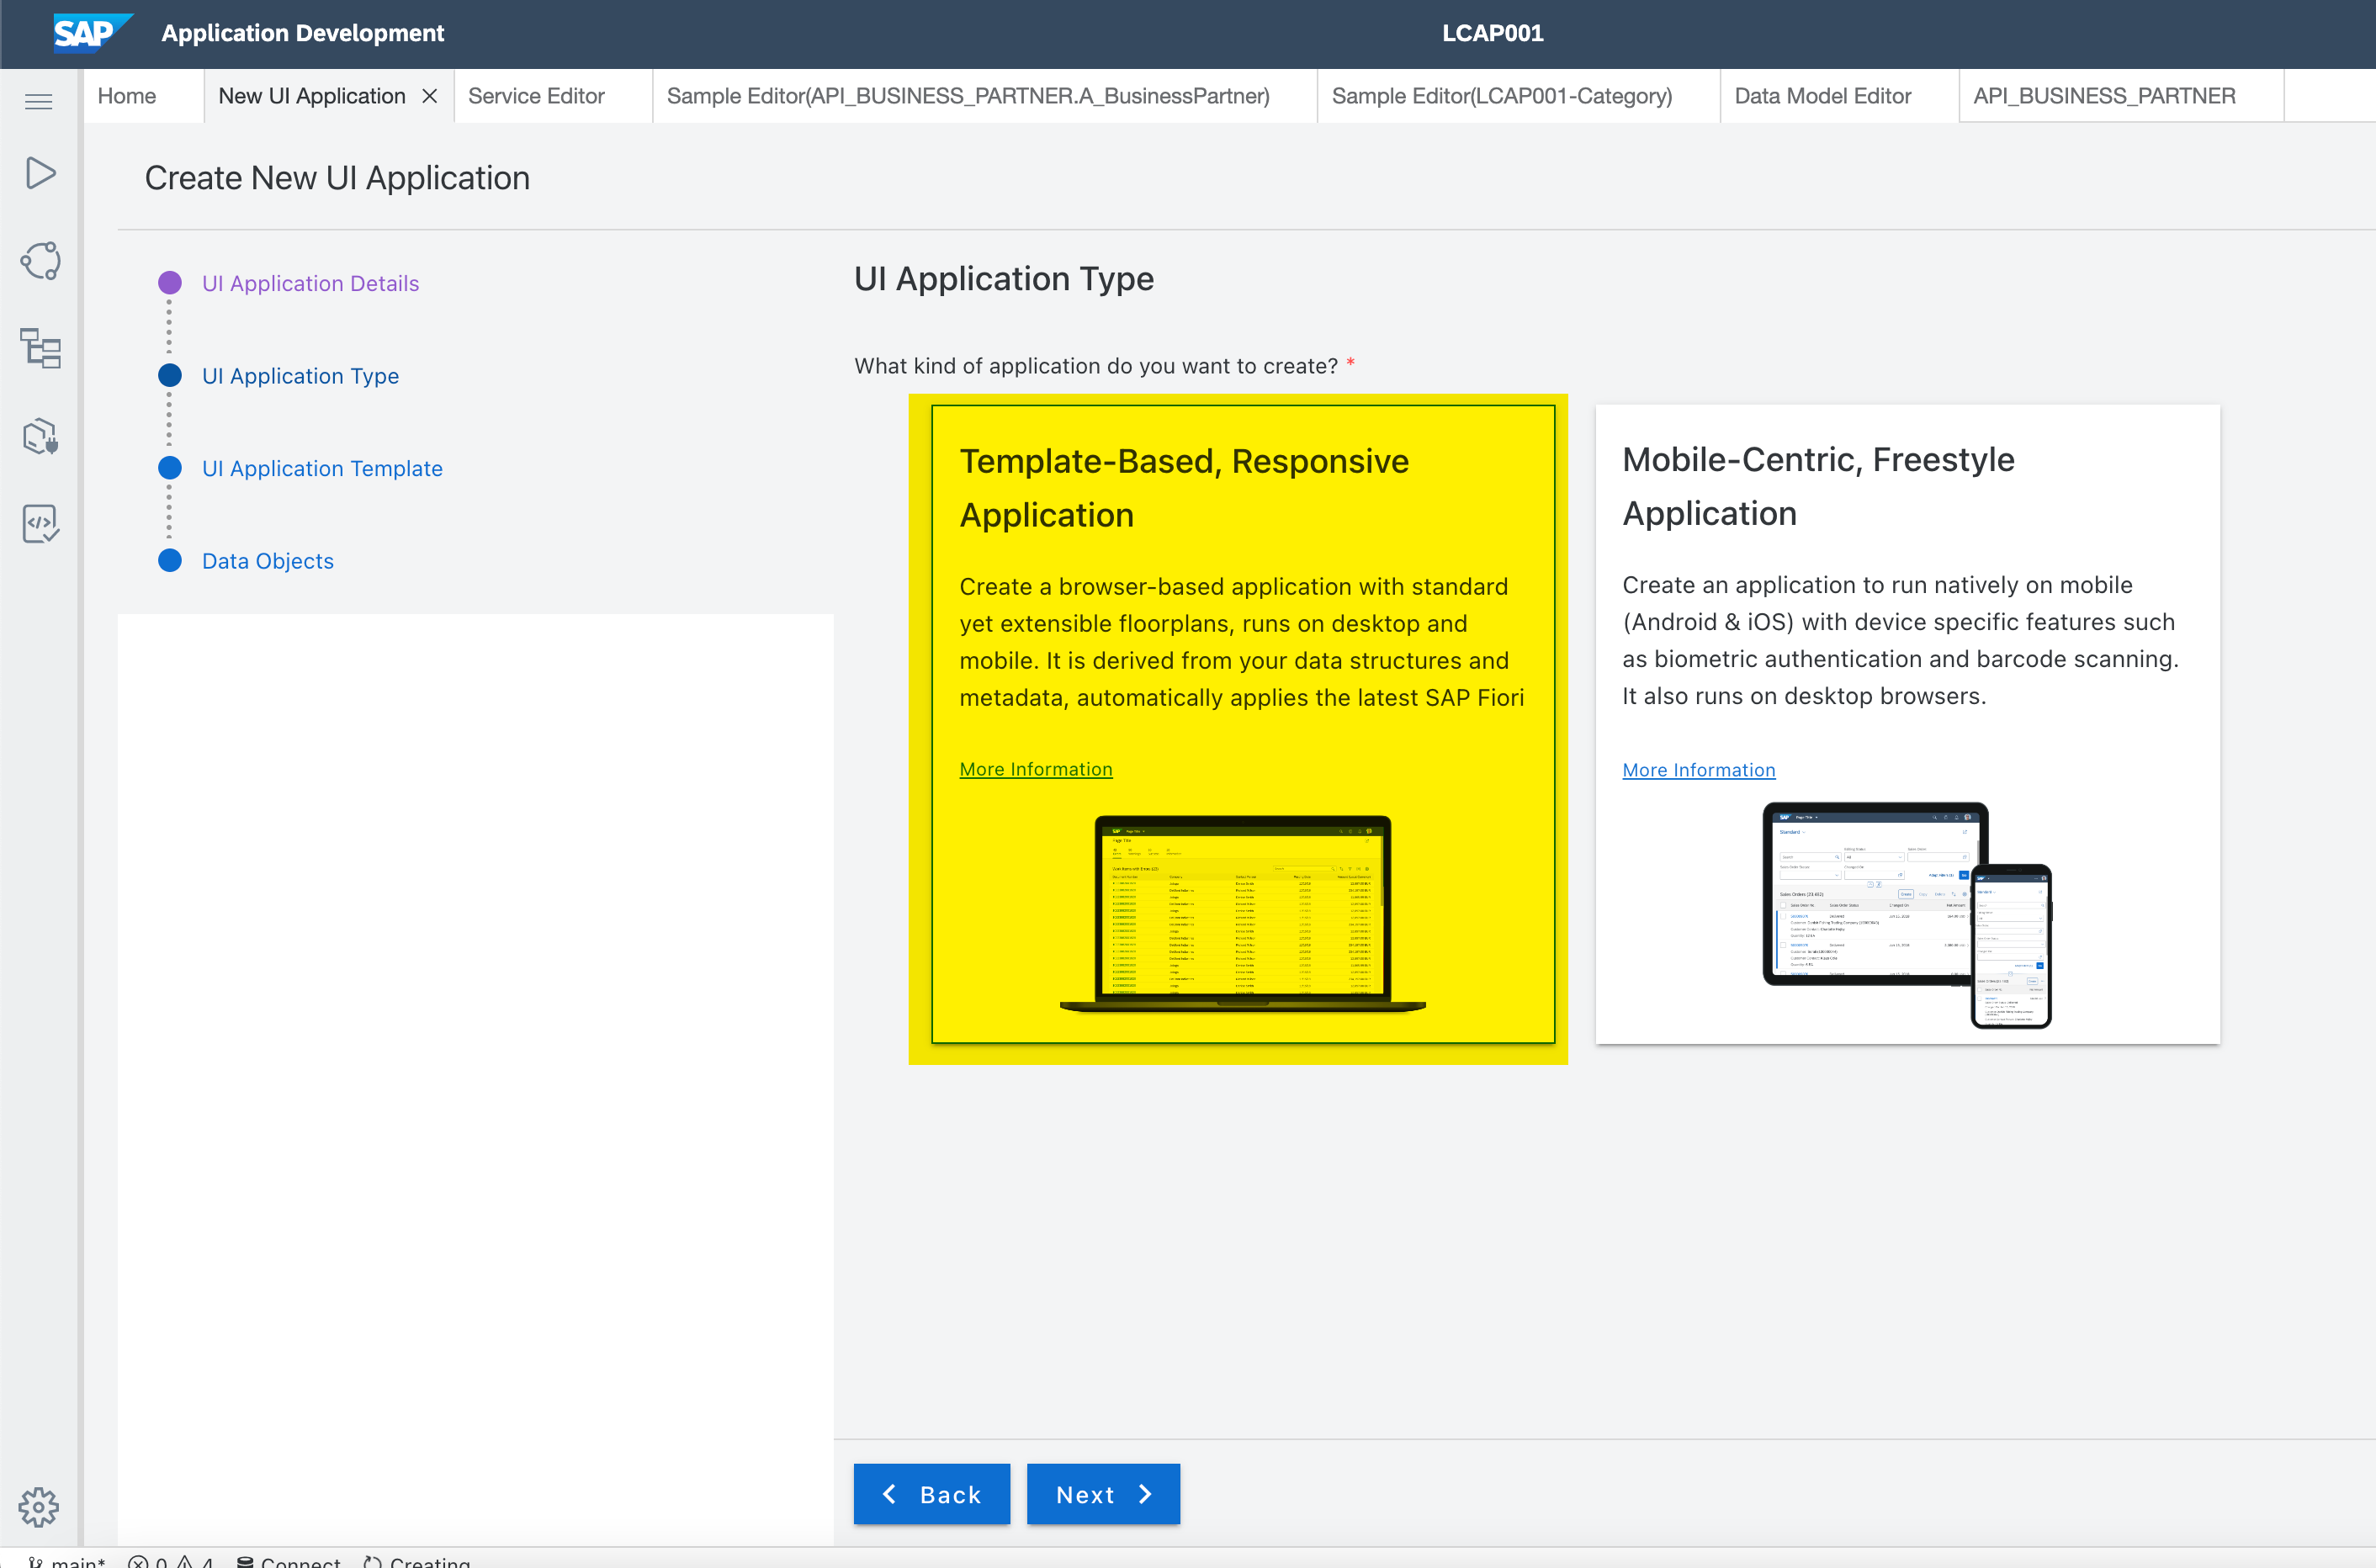 SAP Application Development LCAP001
Home New UI Application Service Editor Sample Editor(API_BUSINESS_PARTNER.A_BusinessPartner) Sample Editor(LCAP001-Category) Data Model Editor API_BUSINESS_PARTNER
Create New UI Application
UI Application Details
UI Application Type
UI Application Template
Data Objects
UI Application Type
What kind of application do you want to create? *
Template-Based, Responsive
Application
Create a browser-based application with standard
yet extensible floorplans, runs on desktop and
mobile. It is derived from your data structures and
metadata, automatically applies the latest SAP Fiori
More Information
Mobile-Centric, Freestyle
Application
Create an application to run natively on mobile
(Android & iOS) with device specific features such
as biometric authentication and barcode scanning.
It also runs on desktop browsers.
More Information
Back Next
main* 0 4 Connect Creating